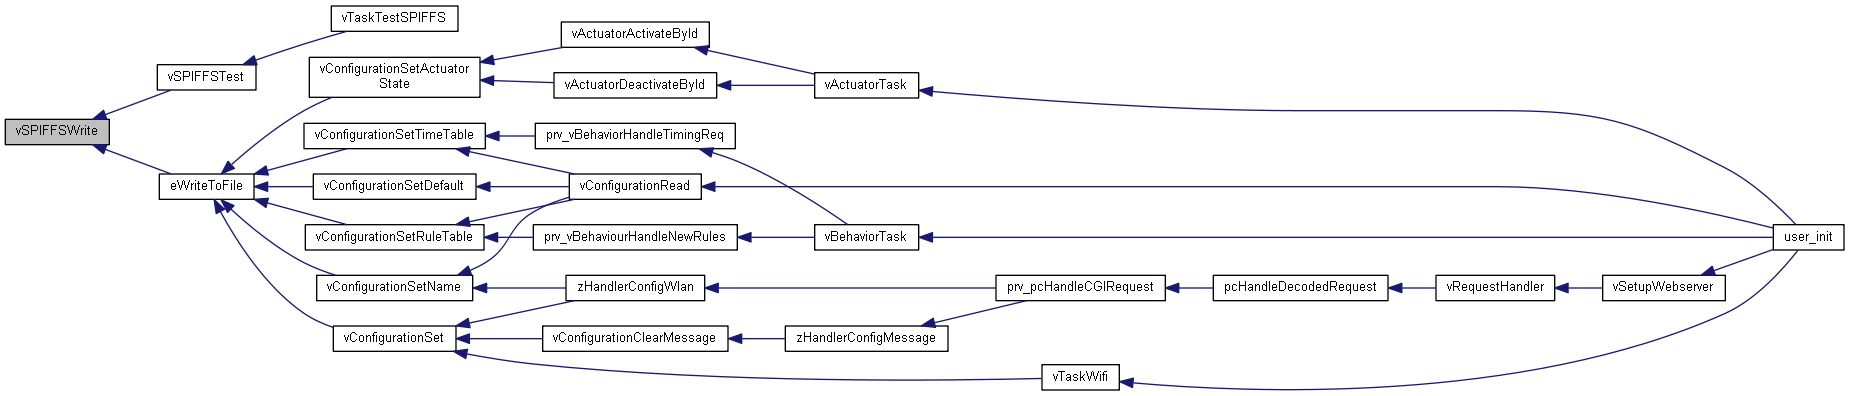 vTaskTestSPIFFS
vActuatorActivateById
vConfigurationSetActuator
State
vSPIFFSTest
vActuatorDeactivateById
vActuatorTask
vSPIFFSWrite
vConfigurationSetTimeTable
prv_vBehaviorHandleTimingReq
eWriteToFile
vConfigurationSetDefault
vConfigurationRead
vConfigurationSetRuleTable
prv_vBehaviourHandleNewRules
vBehaviorTask
user_init
vConfigurationSetName
zHandlerConfigWlan
prv_pcHandleCGIRequest
pcHandleDecodedRequest
vRequestHandler
vSetupWebserver
vConfigurationSet
vConfigurationClearMessage
zHandlerConfigMessage
vTaskWifi